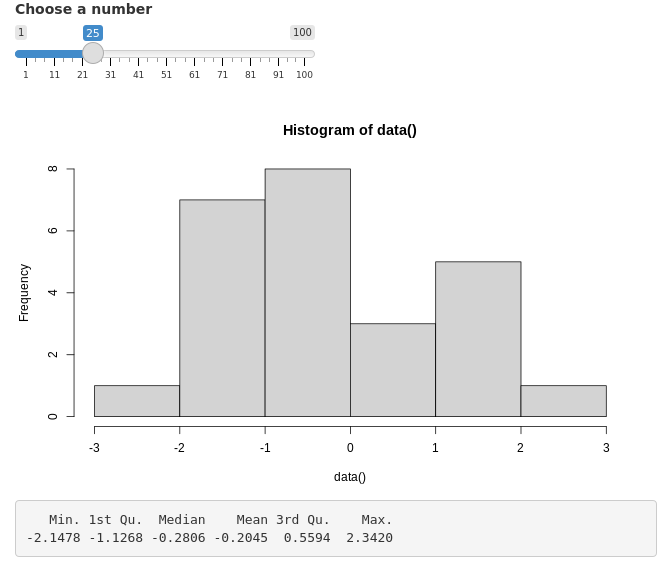 Choose a number
1 25 100
1 11 21 31 41 51 61 71 81 91 100
Histogram of data()
8
6
4
2
0
Frequency
-3 -2 -1 0 1 2 3
data()
Min. 1st Qu. Median Mean 3rd Qu. Max.
-2.1478 -1.1268 -0.2806 -0.2045 0.5594 2.3420